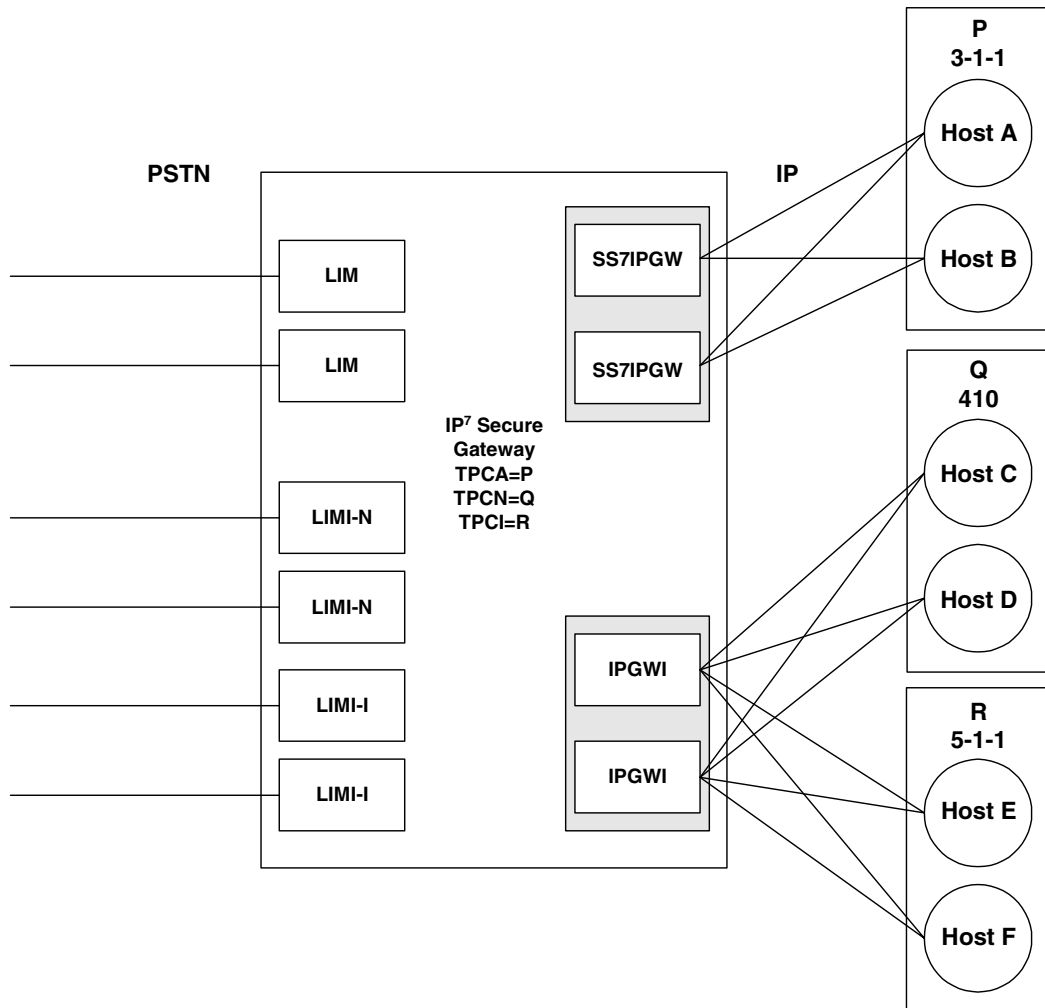 PSTN
IP
LIM
LIM
LIMI-N
LIMI-N
LIMI-I
LIMI-I
IP7 Secure
Gateway
TPCA=P
TPCN=Q
TPCI=R
SS7IPGW
SS7IPGW
IPGWI
IPGWI
P
3-1-1
Host A
Host B
Q
410
Host C
Host D
R
5-1-1
Host E
Host F